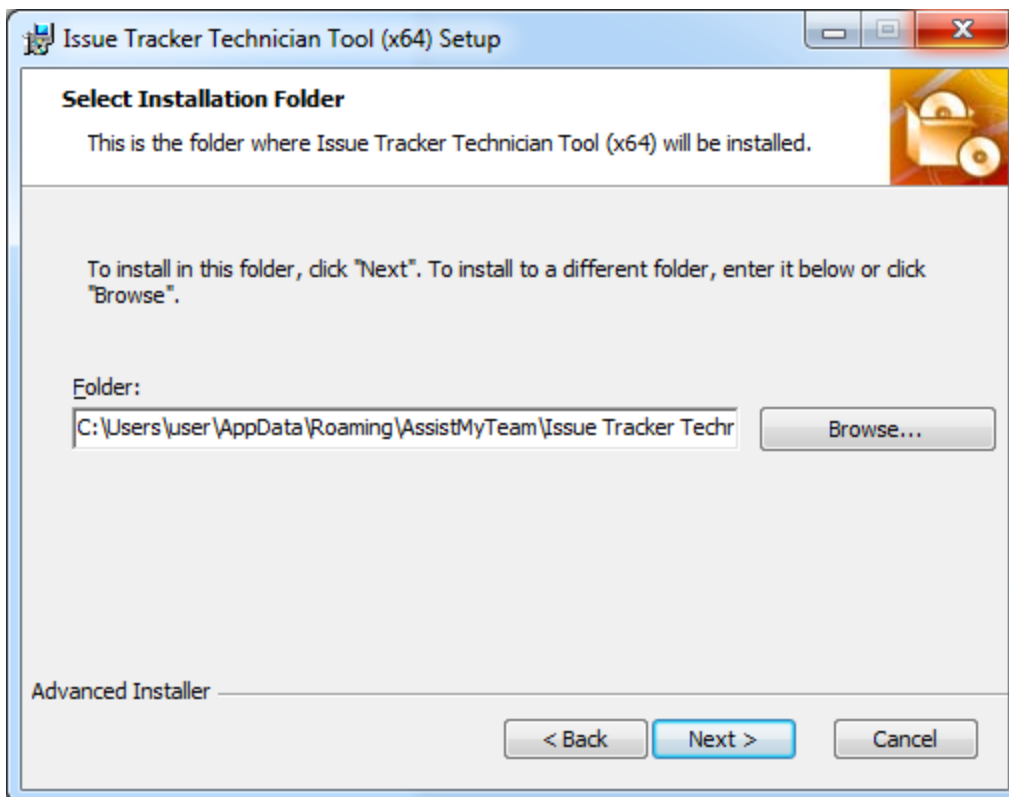 Issue Tracker Technician Tool (x64) Setup
Select Installation Folder
This is the folder where Issue Tracker Technician Tool (x64) will be installed.
To install in this folder, click "Next". To install to a different folder, enter it below or click
"Browse".
Folder:
C:\Users\user\AppData\Roaming\AssistMyTeam\Issue Tracker Techr
Browse...
Advanced Installer
< Back
Next >
Cancel